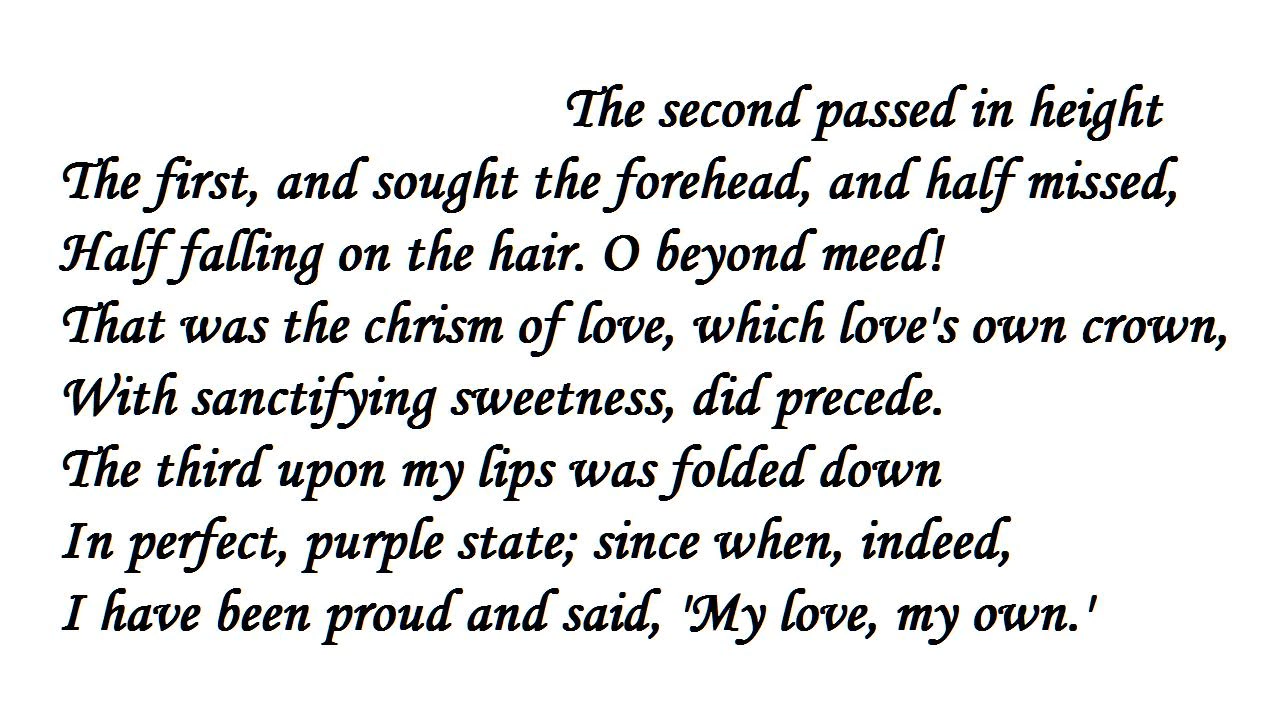 The second passed in height
The first, and sought the forehead, and half missed,
Half falling on the hair. O beyond meed!
That was the chrism of love, which love's own crown,
With sanctifying sweetness, did precede.
The third upon my lips was folded down
In perfect, purple state; since when, indeed,
I have been proud and said, 'My love, my own.'